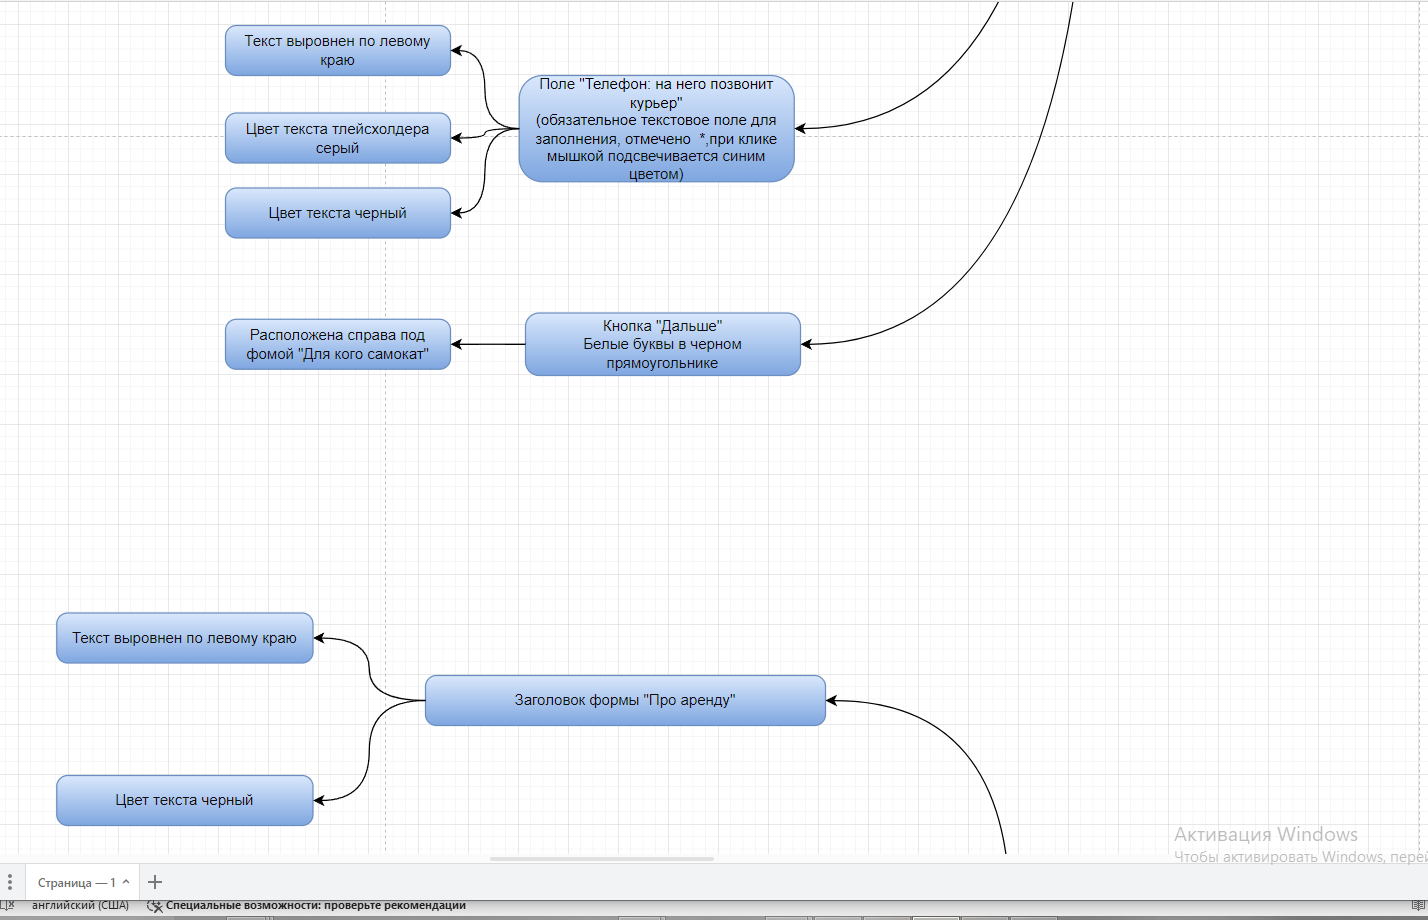 Текст выровнен по левому
краю
Цвет текста тлейсхолдера
серый
Цвет текста черный
Поле "Телефон: на него позвонит
курьер"
(обязательное текстовое поле для
заполнения, отмечено  *,при клике
мышкой подсвечивается синим
цветом)
Расположена справа под
фомой "Для кого самокат"
Кнопка "Дальше"
Белые буквы в черном
прямоугольнике
Текст выровнен по левому краю
Заголовок формы "Про аренду"
Цвет текста черный
Активация Windows
Чтобы активировать Windows, перей
Страница — 1
английский (США)
Специальные возможности: проверьте рекомендации